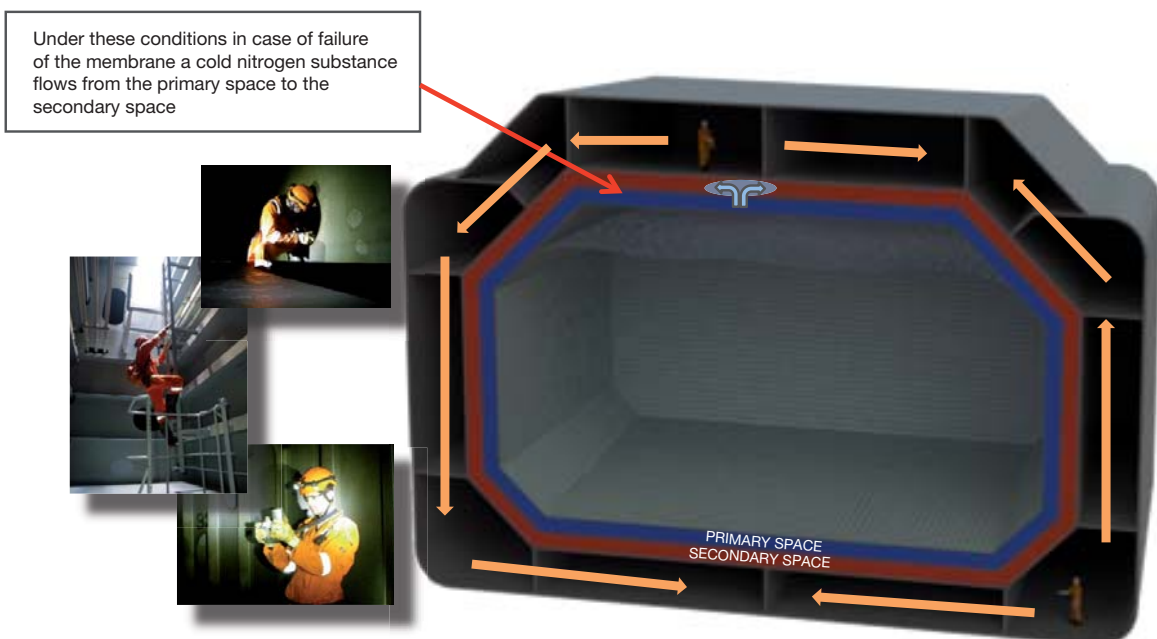 Under these conditions in case of failure
of the membrane a cold nitrogen substance
flows from the primary space to the
secondary space
PRIMARY SPACE
SECONDARY SPACE